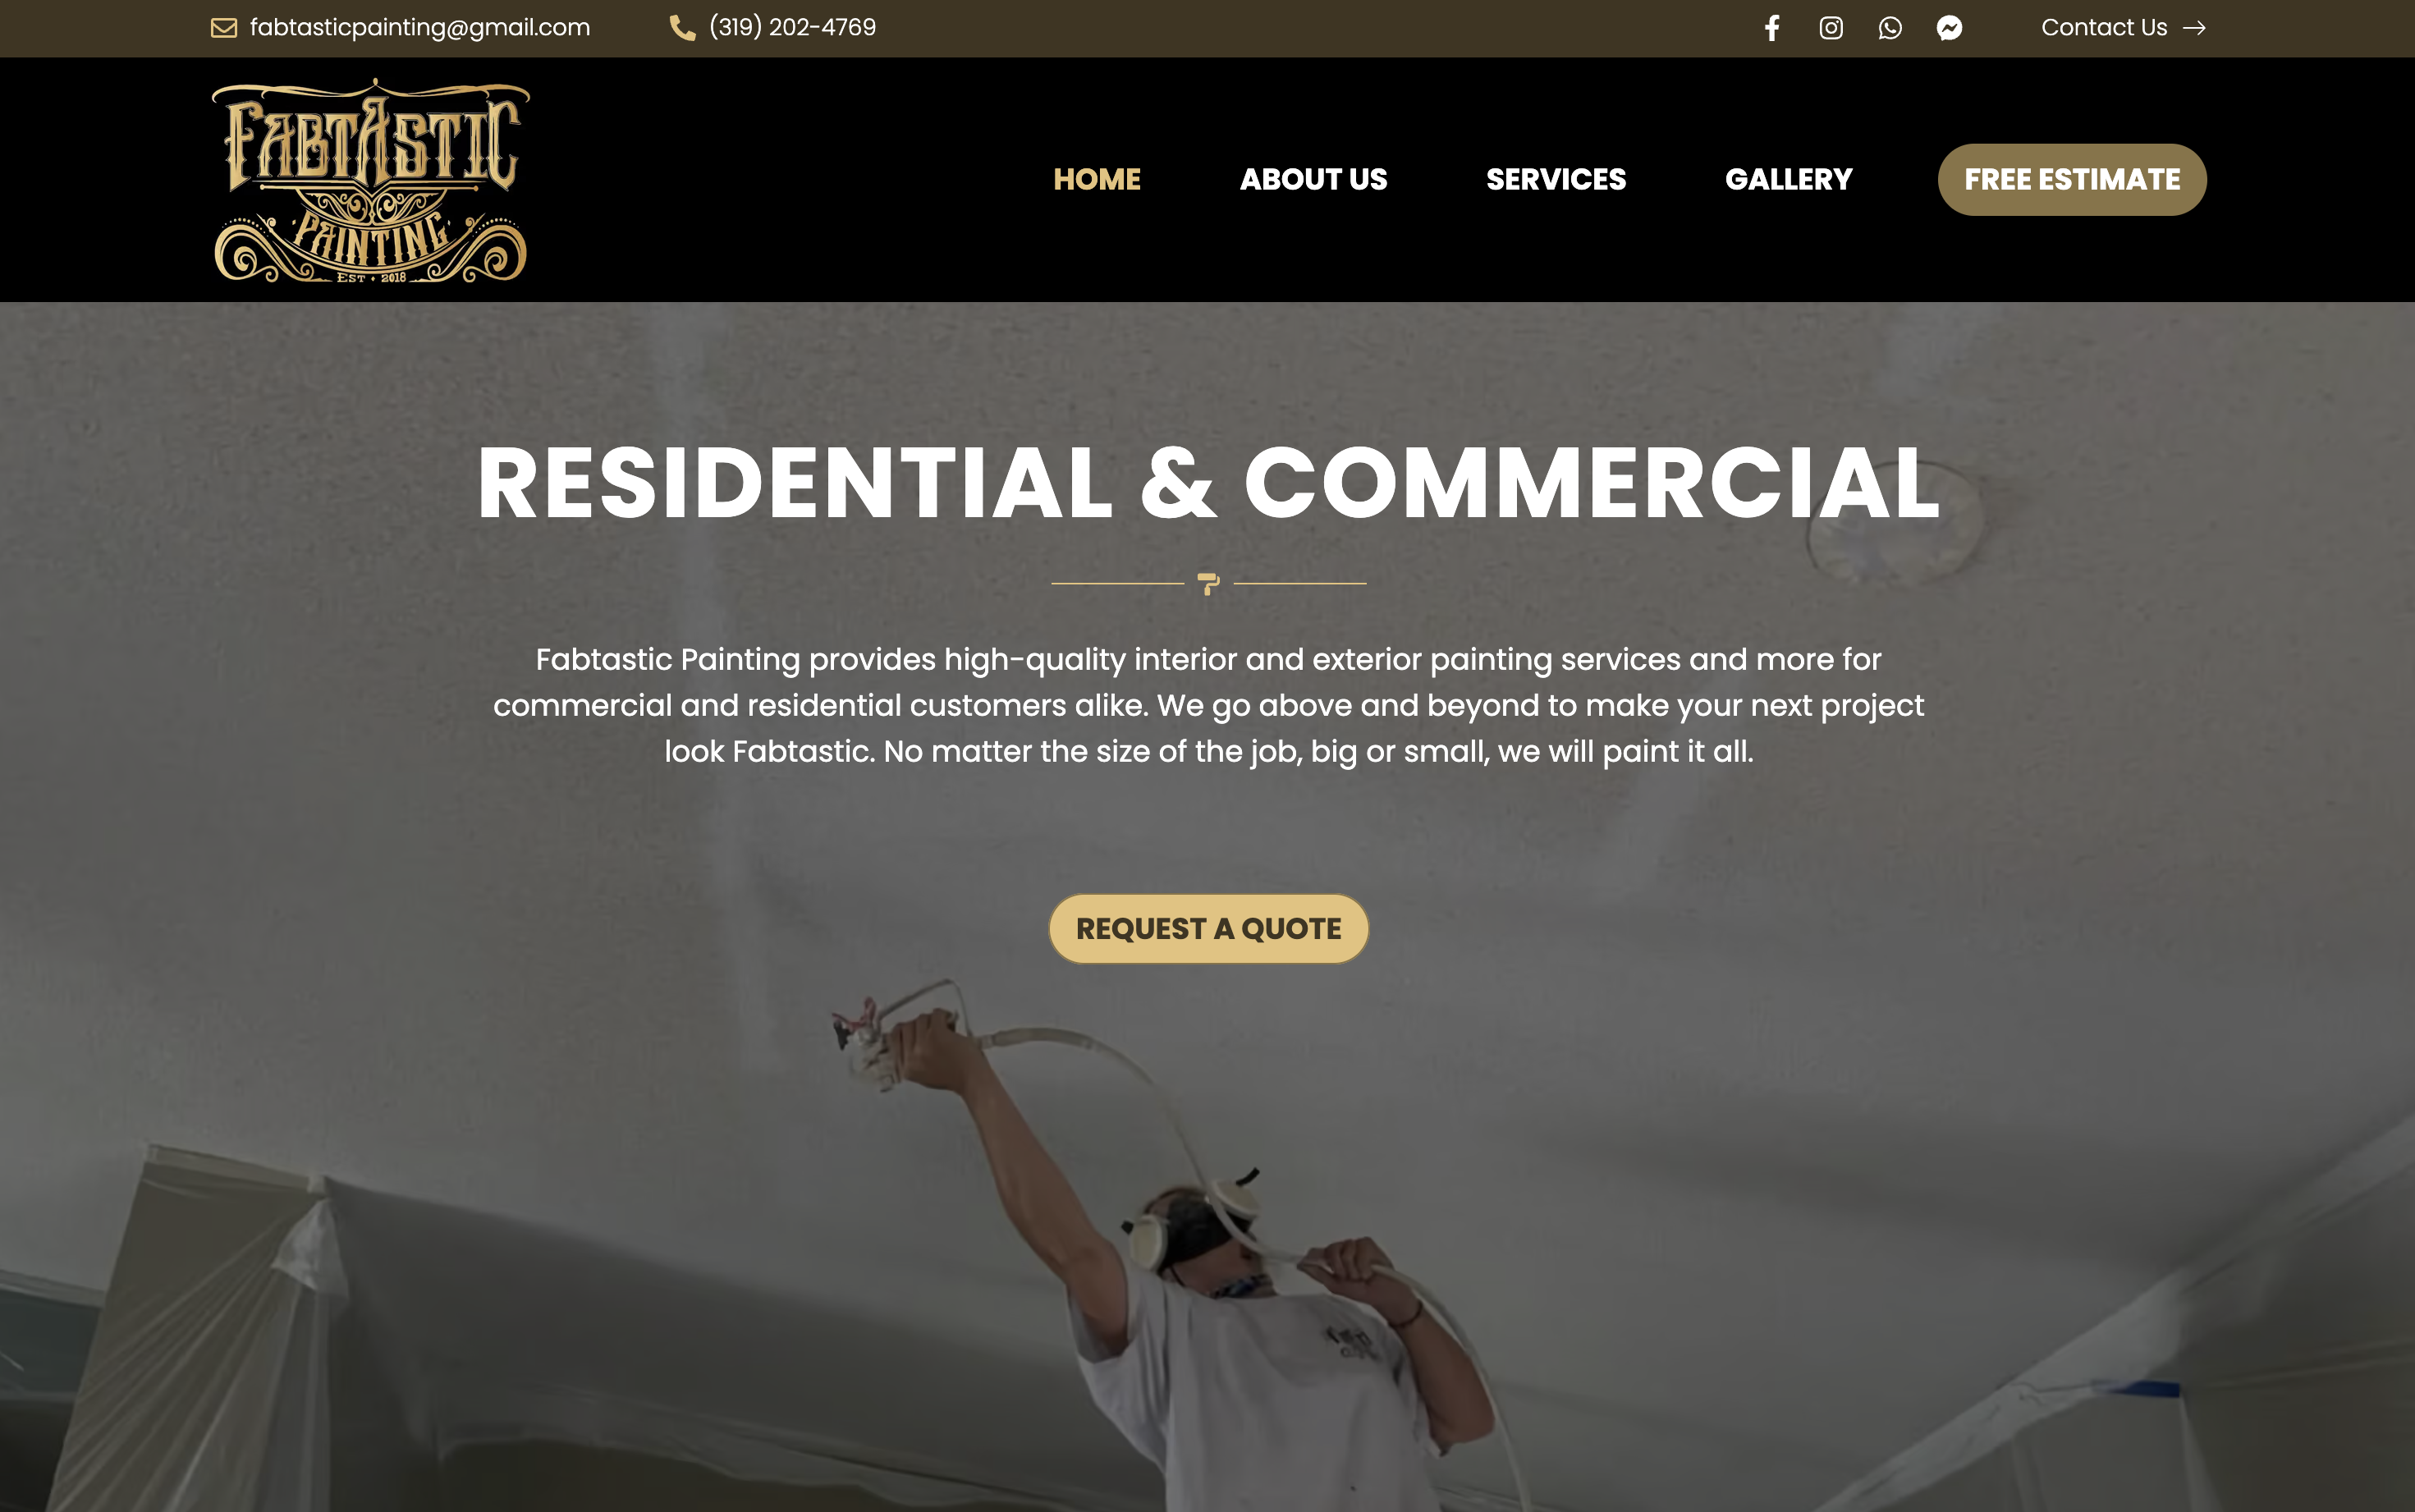 fabtasticpainting@gmail.com
(319) 202-4769
Contact Us
FABTASTIC
PAINTING
EST • 2018
HOME
ABOUT US
SERVICES
GALLERY
FREE ESTIMATE
RESIDENTIAL & COMMERCIAL
Fabtastic Painting provides high-quality interior and exterior painting services and more for
commercial and residential customers alike. We go above and beyond to make your next project
look Fabtastic. No matter the size of the job, big or small, we will paint it all.
REQUEST A QUOTE